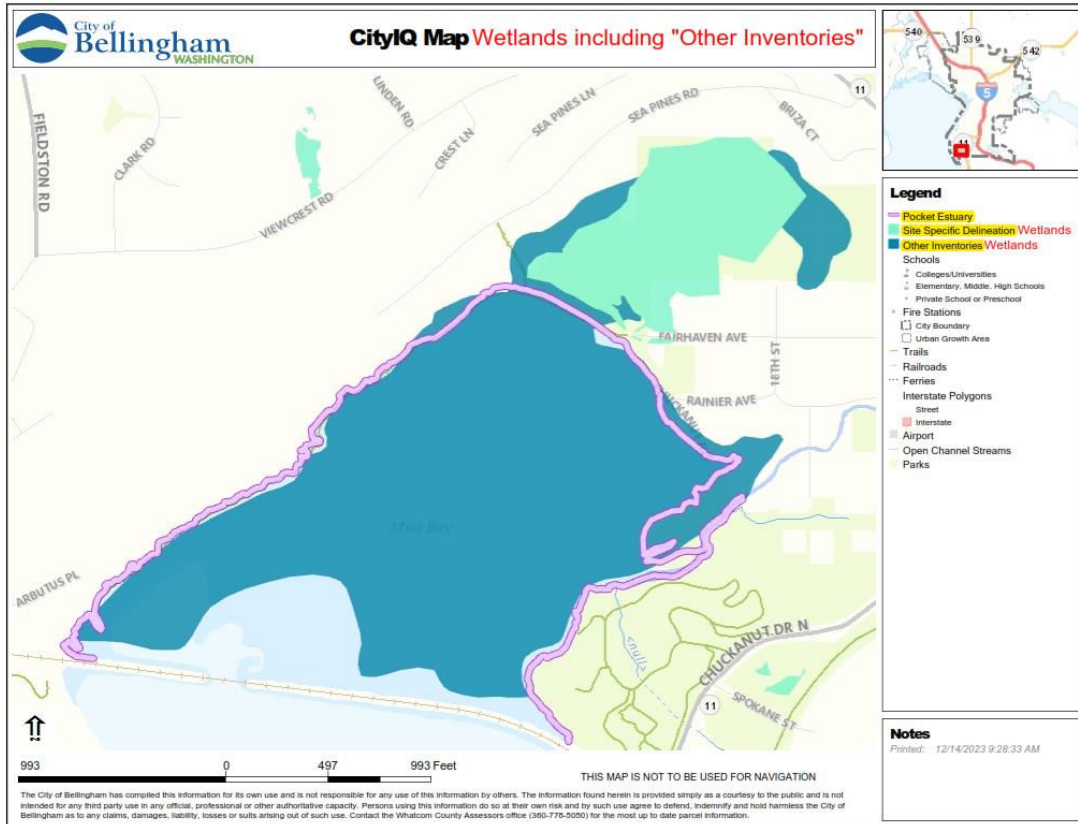 City of
Bellingham
WASHINGTON
CityIQ Map Wetlands including "Other Inventories"
540
539
542
5
11
FIELDSTON RD
CLARK RD
LINDEN RD
CREST LN
SEA PINES LN
SEA PINES RD
BRIZA CT
11
VIEWCREST RD
FAIRHAVEN AVE
18TH ST
RAINIER AVE
Mud Bay
ARBUTUS PL
<null>
CHUCKANUT DR N
11
SPOKANE ST
Legend
Pocket Estuary
Site Specific Delineation Wetlands
Other Inventories Wetlands
Schools
Colleges/Universities
Elementary, Middle, High Schools
Private School or Preschool
Fire Stations
City Boundary
Urban Growth Area
Trails
Railroads
Ferries
Interstate Polygons
Street
Interstate
Airport
Open Channel Streams
Parks
Notes
Printed: 12/14/2023 9:28:33 AM
993 0 497 993 Feet
THIS MAP IS NOT TO BE USED FOR NAVIGATION
The City of Bellingham has compiled this information for its own use and is not responsible for any use of this information by others. The information found herein is provided simply as a courtesy to the public and is not
intended for any third party use in any official, professional or other authoritative capacity. Persons using this information do so at their own risk and by such use agree to defend, indemnify and hold harmless the City of
Bellingham as to any claims, damages, liability, losses or suits arising out of such use. Contact the Whatcom County Assessors office (360-778-5050) for the most up to date parcel information.